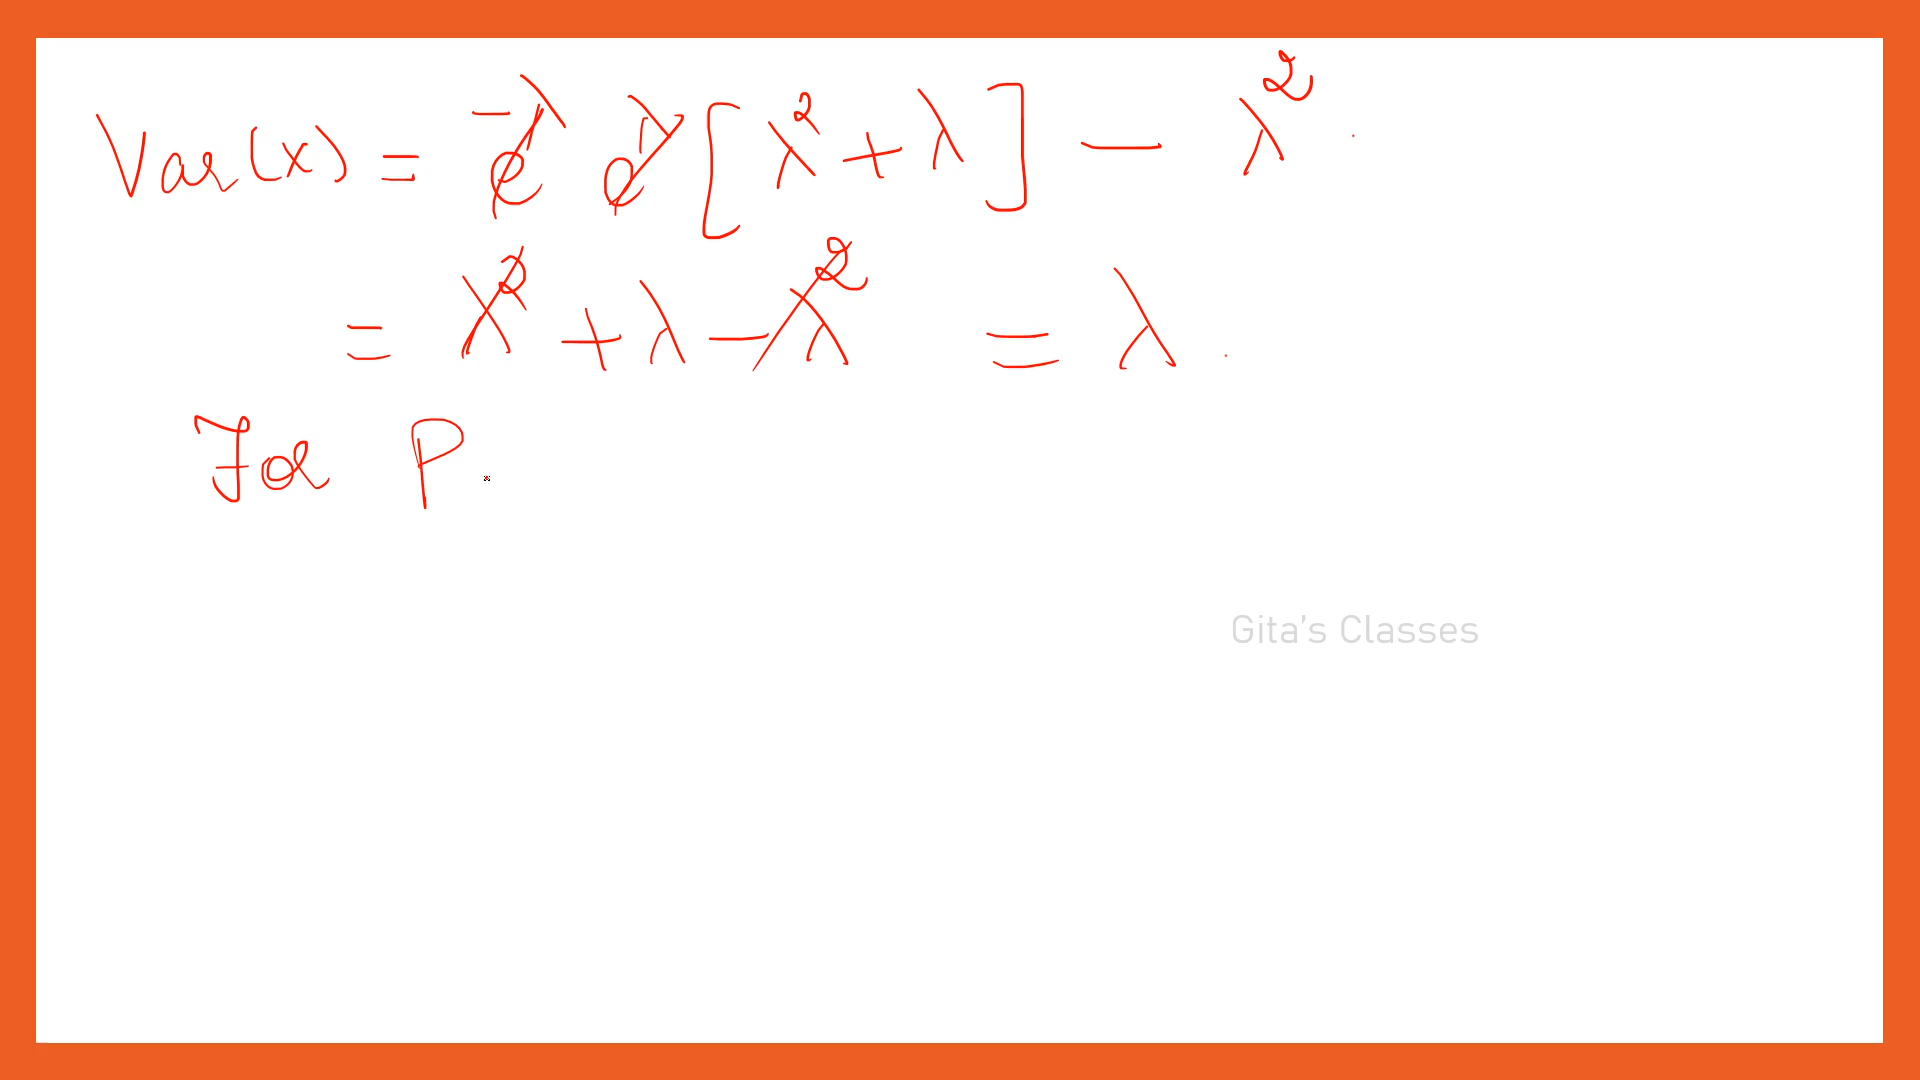 Var(x) = e^-λ e^λ [λ² + λ] - λ²
= λ² + λ - λ² = λ.
For P
Gita's Classes